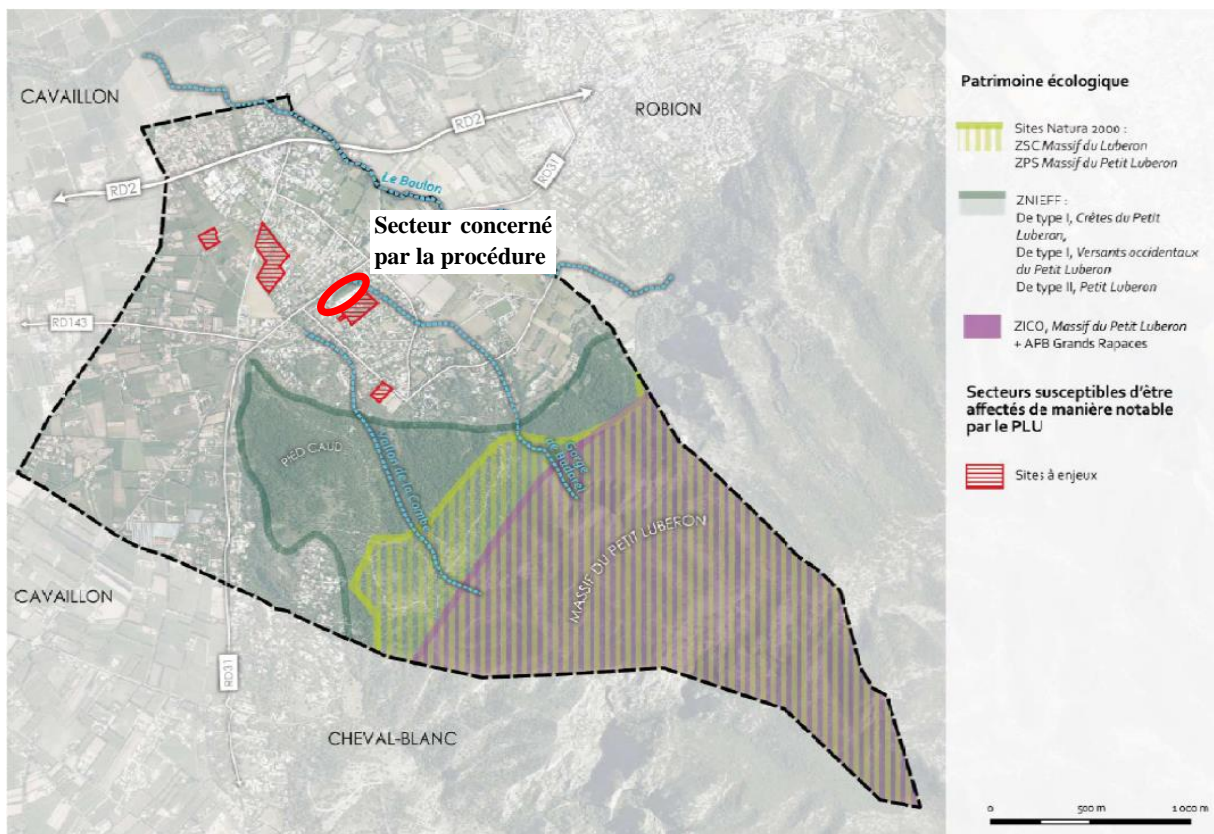 CAVAILLON
ROBION
RD2
RD31
RD2
Le Boulon
Secteur concerné
par la procédure
RD143
PIED CAUD
Vallon de la Combe
Gorge
de Badarel
MASSIF DU PETIT LUBERON
CAVAILLON
RD31
CHEVAL-BLANC
Patrimoine écologique
Sites Natura 2000 :
ZSC Massif du Luberon
ZPS Massif du Petit Luberon
ZNIEFF :
De type I, Crêtes du Petit
Luberon,
De type I, Versants occidentaux
du Petit Luberon
De type II, Petit Luberon
ZICO, Massif du Petit Luberon
+ APB Grands Rapaces
Secteurs susceptibles d'être
affectés de manière notable
par le PLU
Sites à enjeux
0
500 m
1 000 m